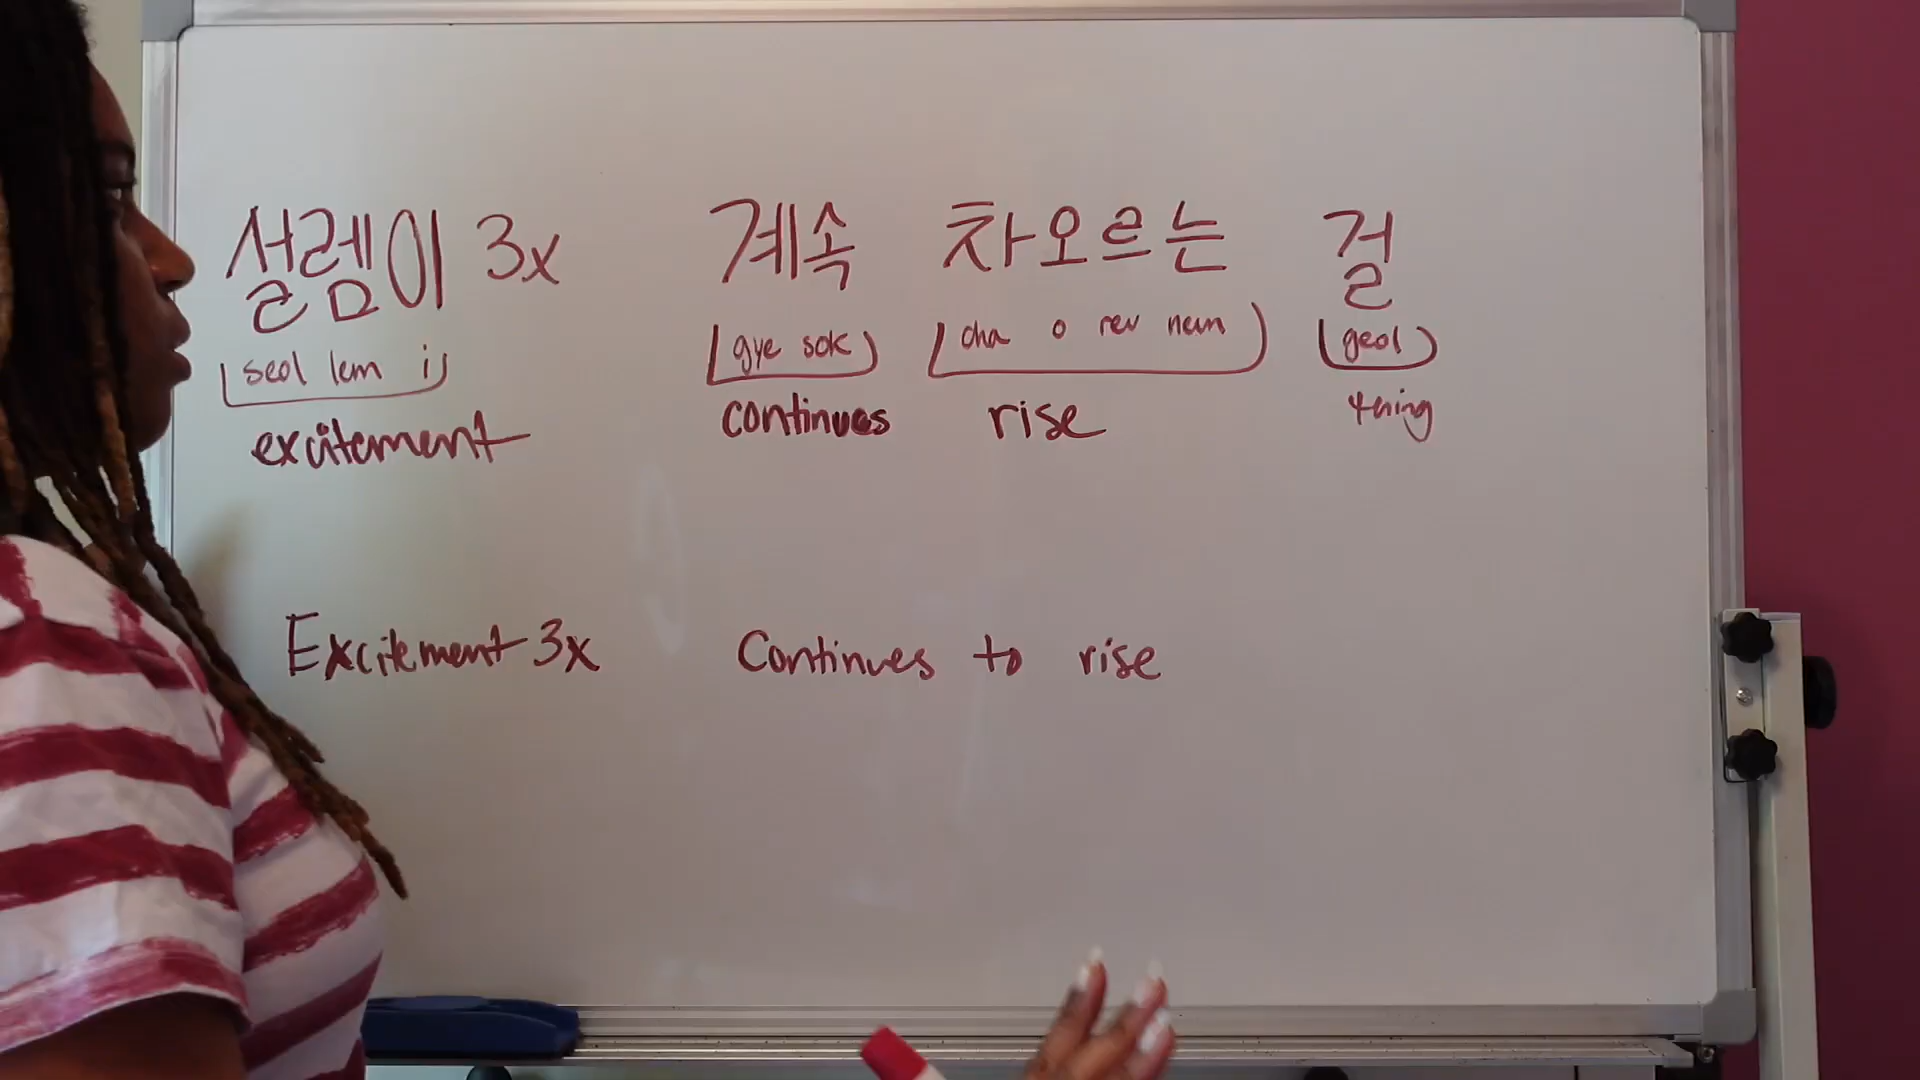 설렘이 3x 계속 차오르는 걸
seol lem i gye sok cha o reu neun geol
excitement continues rise thing
Excitement 3x Continues to rise